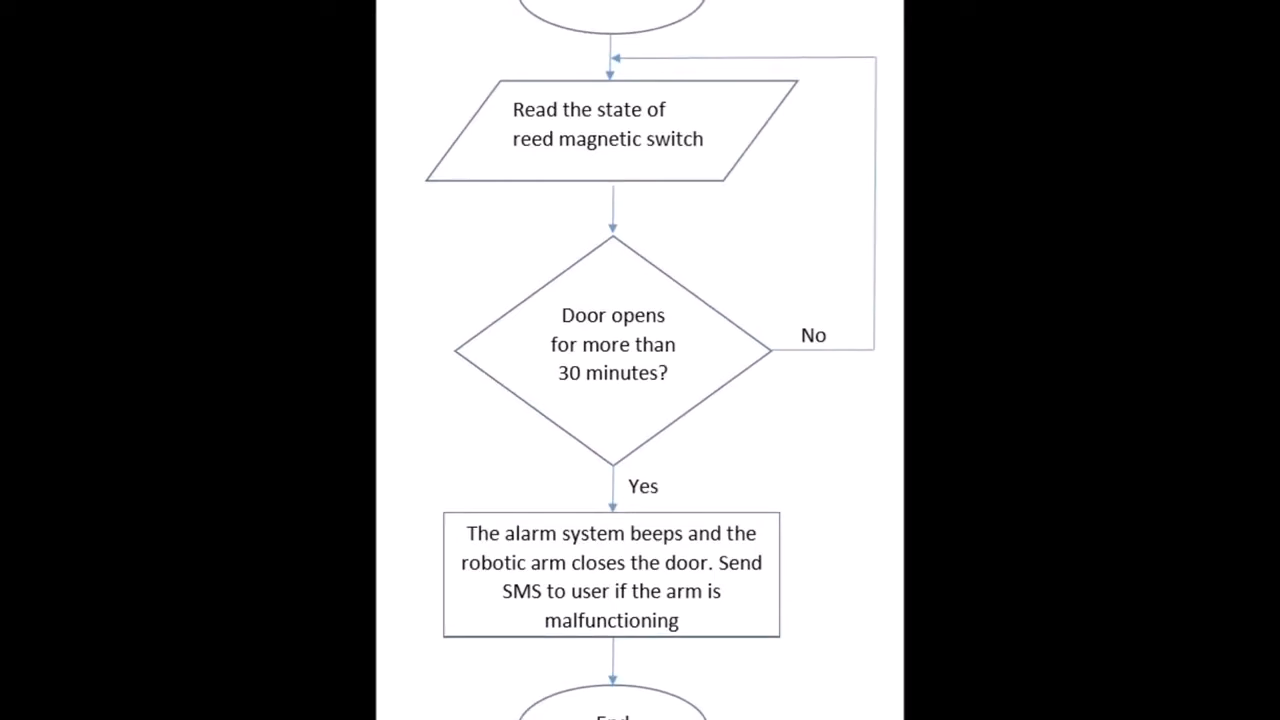 Read the state of
reed magnetic switch
Door opens
for more than
30 minutes?
No
Yes
The alarm system beeps and the
robotic arm closes the door. Send
SMS to user if the arm is
malfunctioning
End